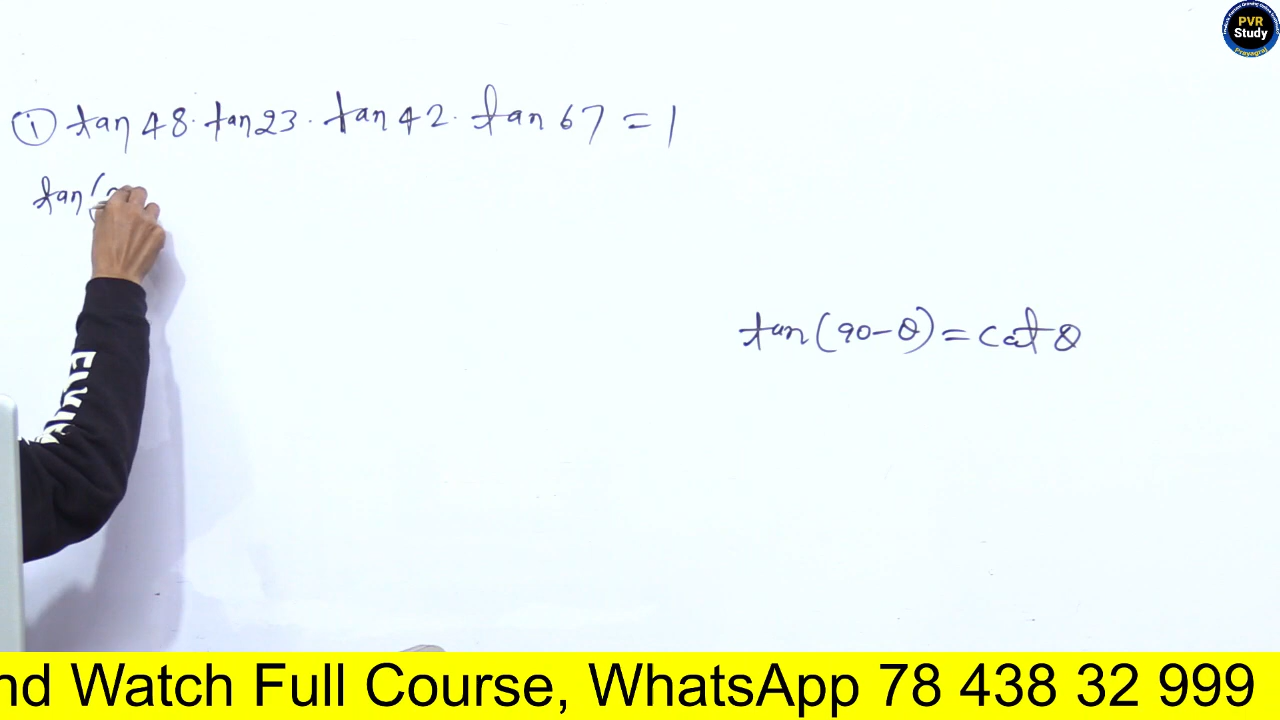 ① tan 48. tan 23. tan 42. tan 67 = 1
tan(
tan (90-θ) = cot θ
PVR
Study
Prayagraj
nd Watch Full Course, WhatsApp 78 438 32 999